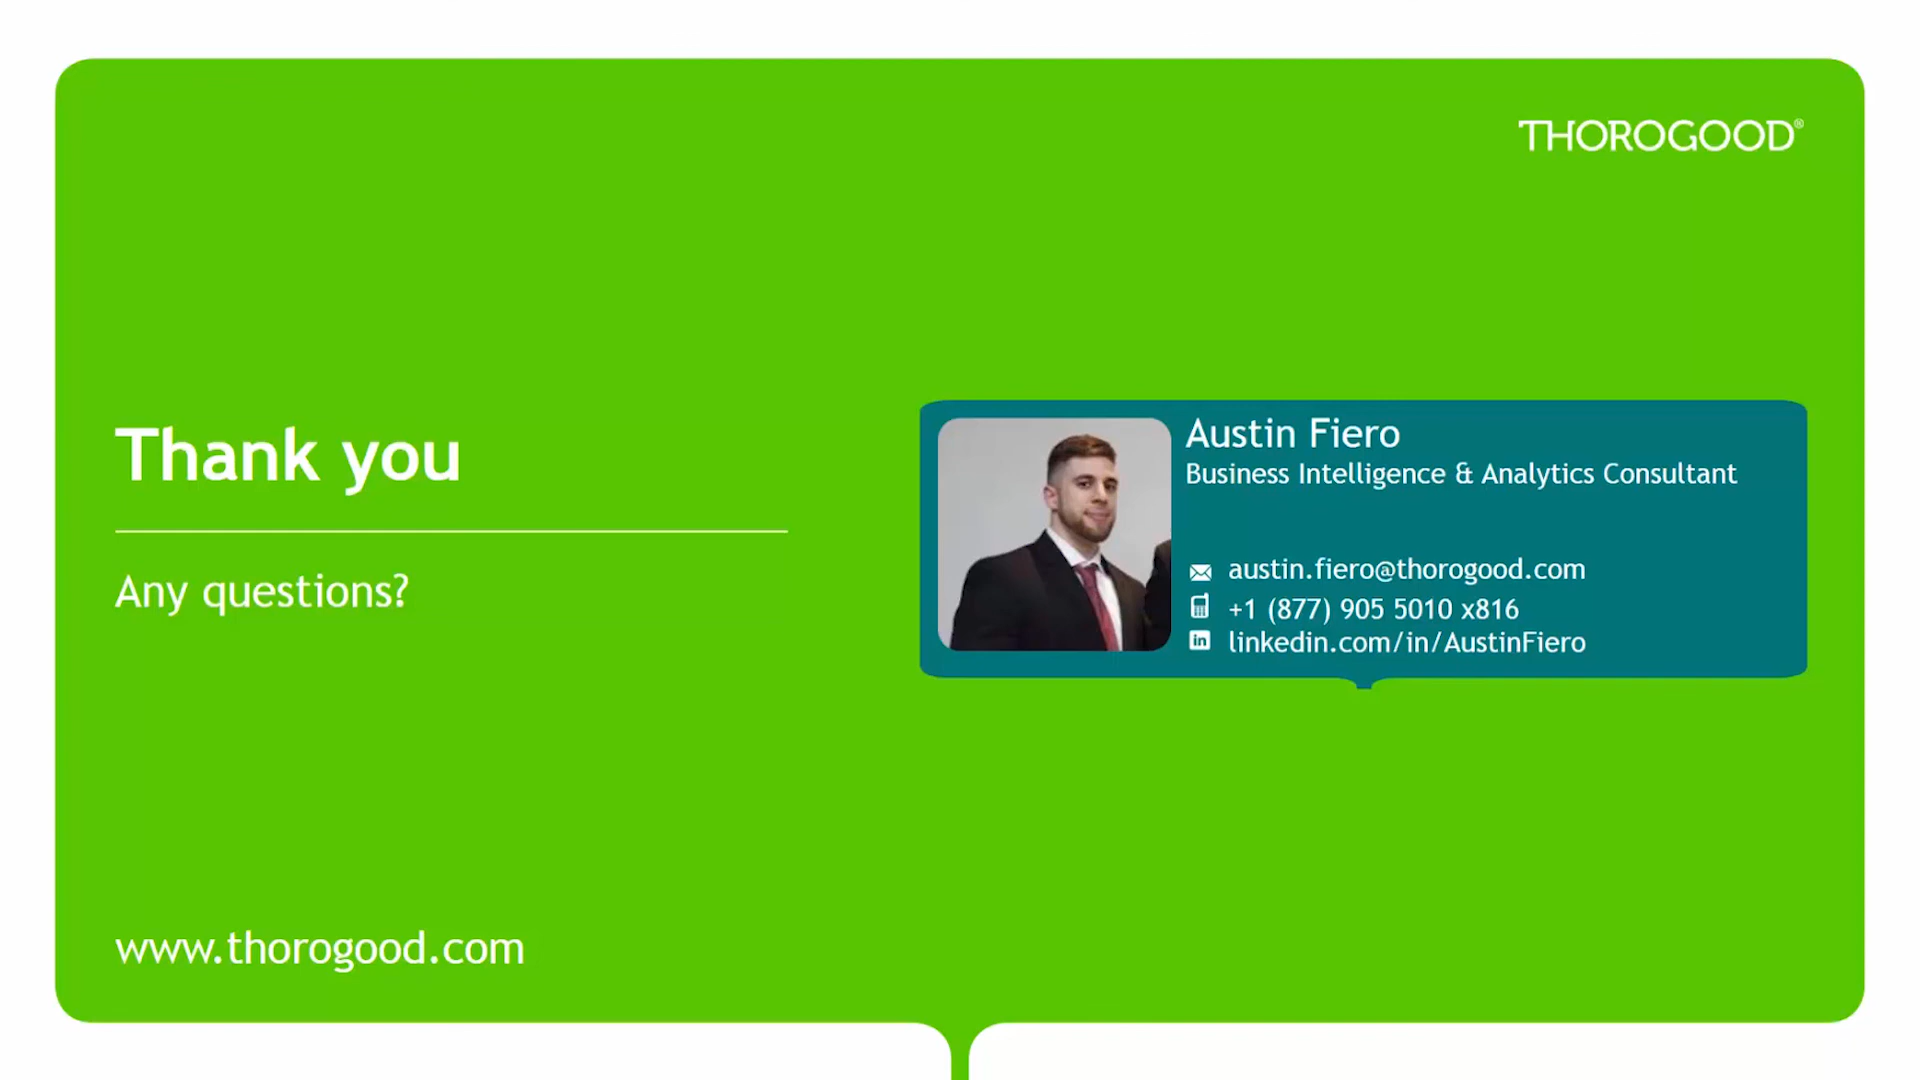 THOROGOOD®
Thank you
Any questions?
Austin Fiero
Business Intelligence & Analytics Consultant
austin.fiero@thorogood.com
+1 (877) 905 5010 x816
in linkedin.com/in/AustinFiero
www.thorogood.com